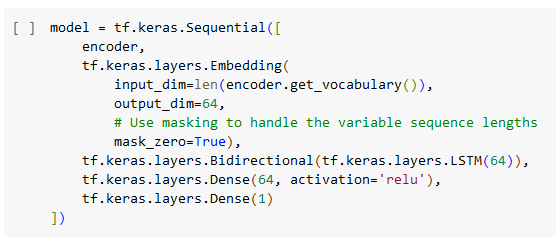 [ ] model = tf.keras.Sequential([
    encoder,
    tf.keras.layers.Embedding(
        input_dim=len(encoder.get_vocabulary()),
        output_dim=64,
        # Use masking to handle the variable sequence lengths
        mask_zero=True),
    tf.keras.layers.Bidirectional(tf.keras.layers.LSTM(64)),
    tf.keras.layers.Dense(64, activation='relu'),
    tf.keras.layers.Dense(1)
])